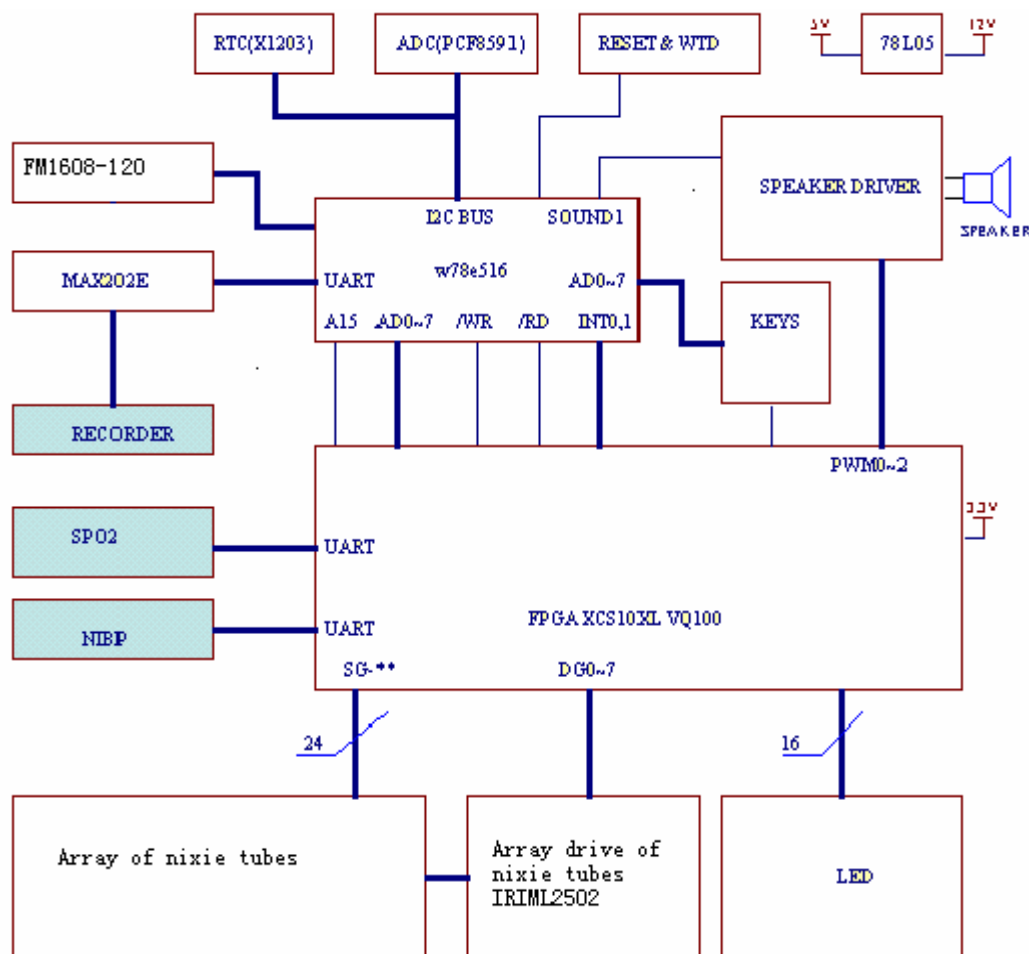 RTC(X1203)
ADC(PCF8591)
RESET & WTD
5V
78L05
12V
FM1608-120
SPEAKER DRIVER
SPEAKER
I2C BUS
SOUND1
w78e516
MAX202E
UART
AD0~7
A15
AD0~7
/WR
/RD
INT0,1
KEYS
RECORDER
PWM0~2
3.3V
SPO2
UART
FPGA XCS10XL VQ100
NIBP
UART
SG-**
DG0~7
24
16
Array of nixie tubes
Array drive of
nixie tubes
IRIML2502
LED